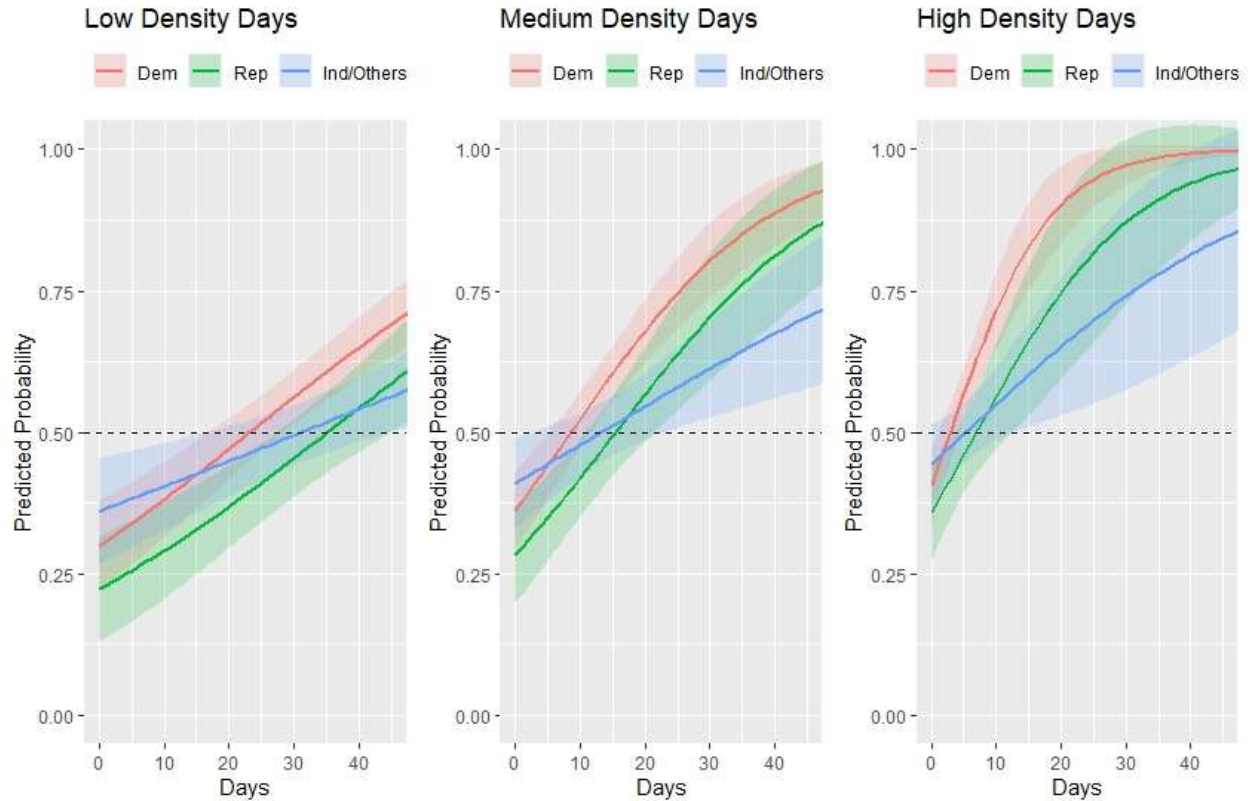 Low Density Days
Dem Rep Ind/Others
Predicted Probability
1.00
0.75
0.50
0.25
0.00
0 10 20 30 40
Days
Medium Density Days
Dem Rep Ind/Others
Predicted Probability
1.00
0.75
0.50
0.25
0.00
0 10 20 30 40
Days
High Density Days
Dem Rep Ind/Others
Predicted Probability
1.00
0.75
0.50
0.25
0.00
0 10 20 30 40
Days